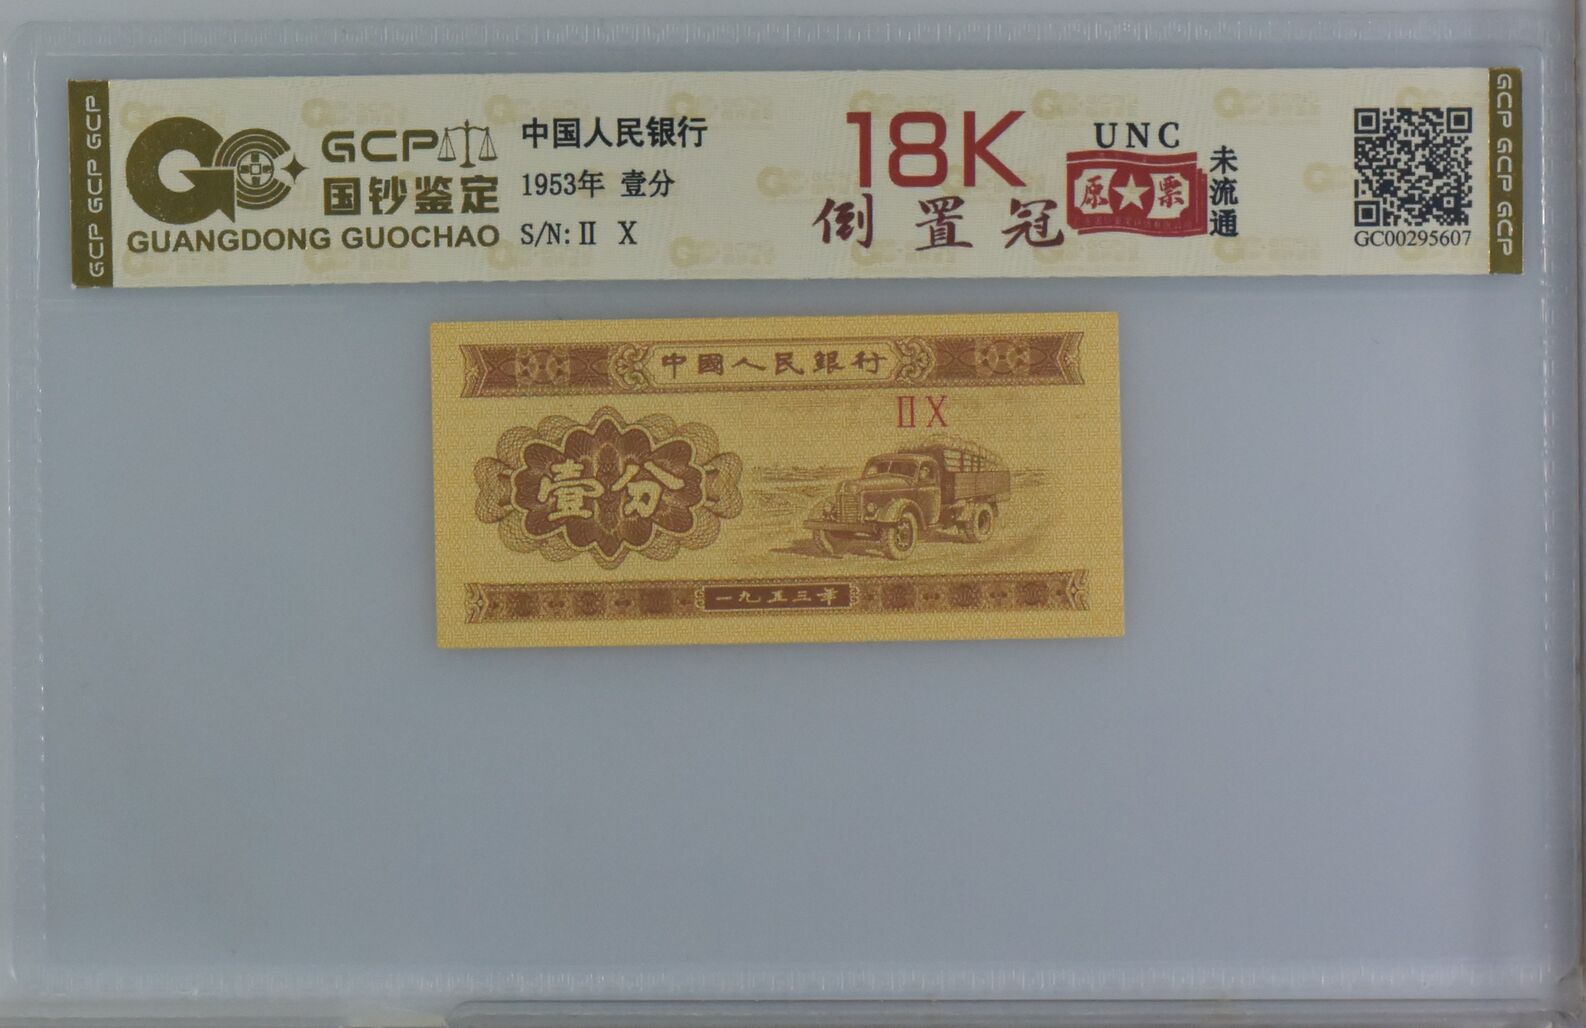 GCP GCP GCP
GCP
国钞鉴定
GUANGDONG GUOCHAO
中国人民银行
1953年 壹分
S/N: Ⅱ Ⅹ
18K
倒置冠
UNC
原★票
未流通
GC00295607
GCP GCP GCP
中國人民銀行
Ⅱ Ⅹ
壹分
一九五三年